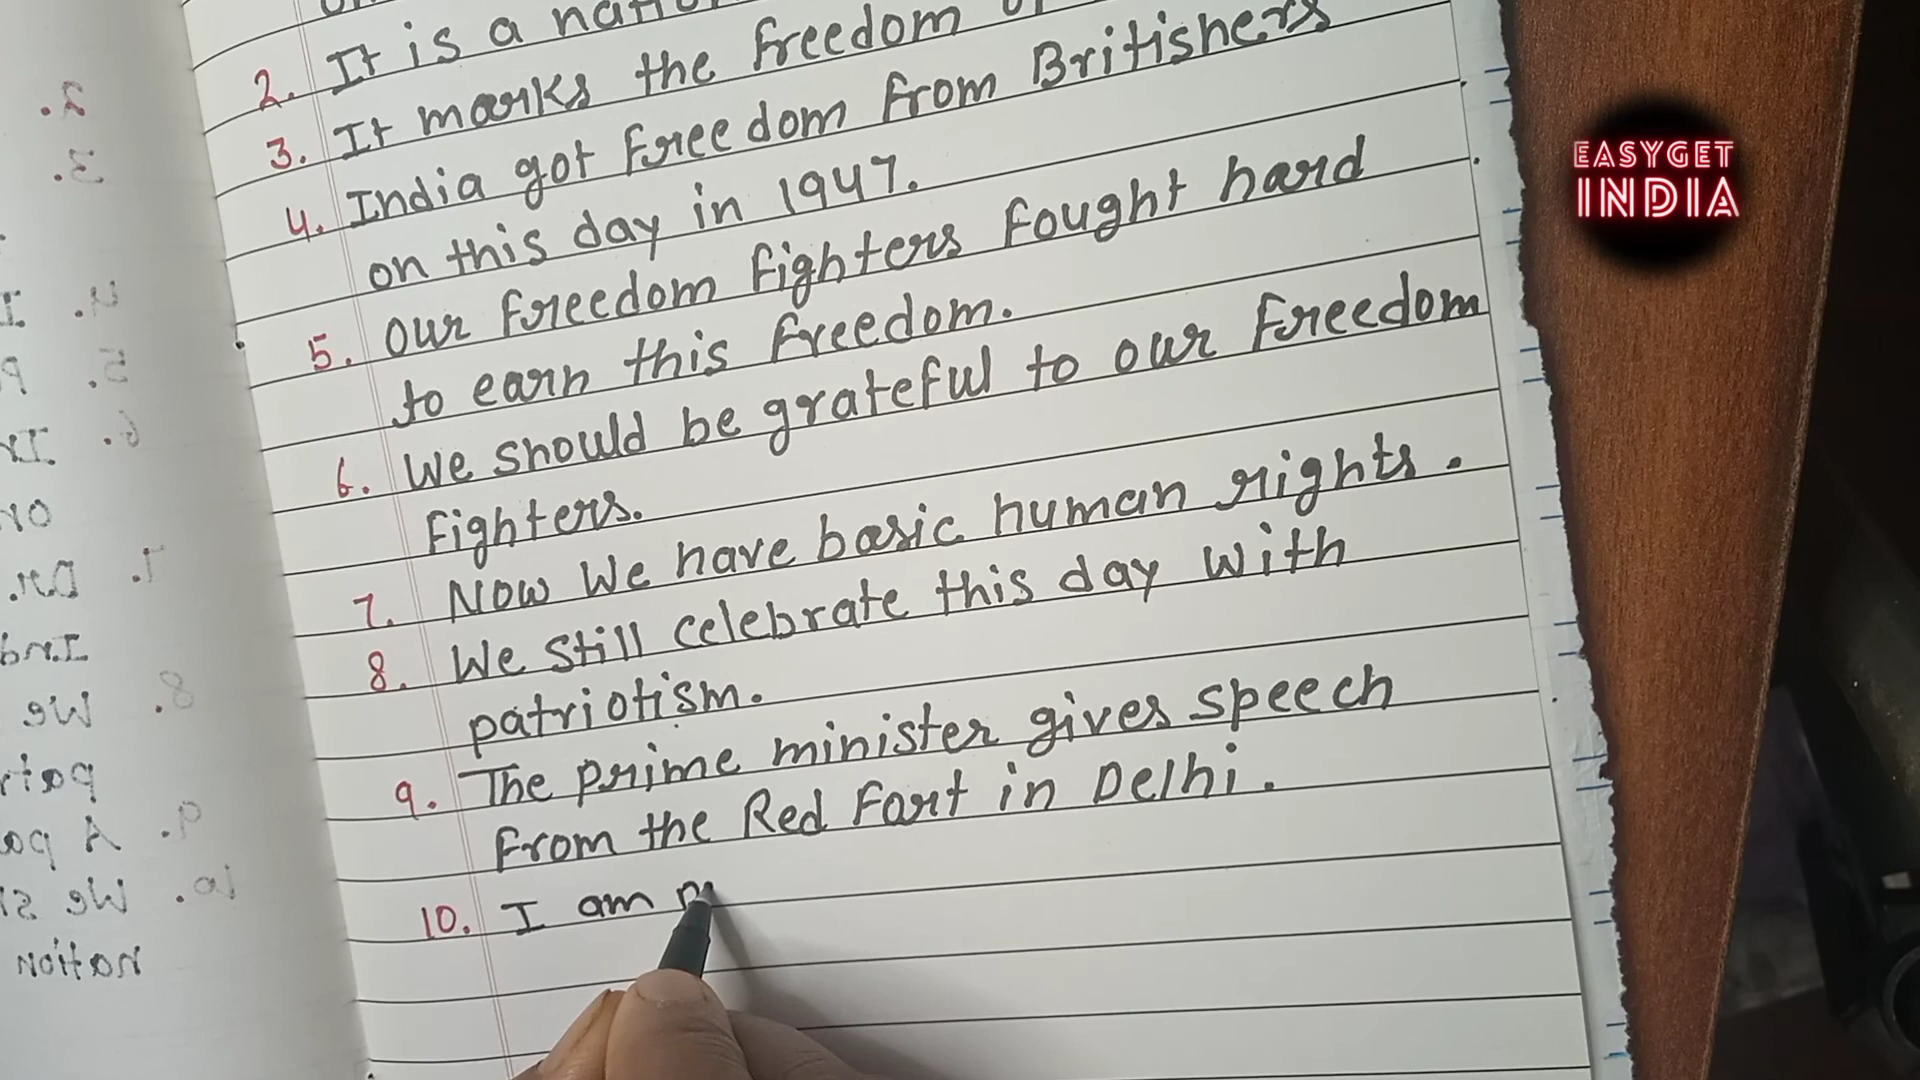 2. It is a
3. It marks the freedom
4. India got freedom from Britishers
on this day in 1947.
5. our freedom fighters fought hard
to earn this freedom.
6. We should be grateful to our freedom
fighters.
7. Now We have basic human rights.
8. We still celebrate this day with
patriotism.
9. The prime minister gives speech
from the Red Fort in Delhi.
10. I am
EASYGET
INDIA